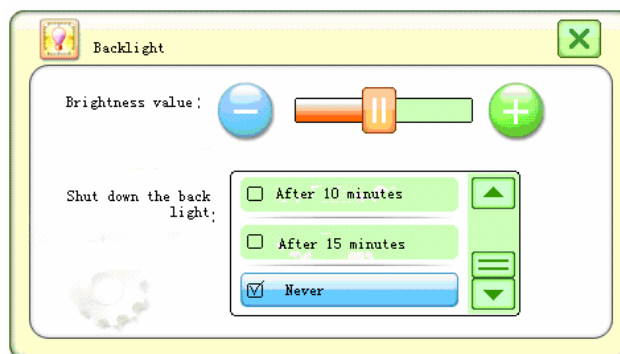 Backlight
Brightness value:
Shut down the back
light:
After 10 minutes
After 15 minutes
Never